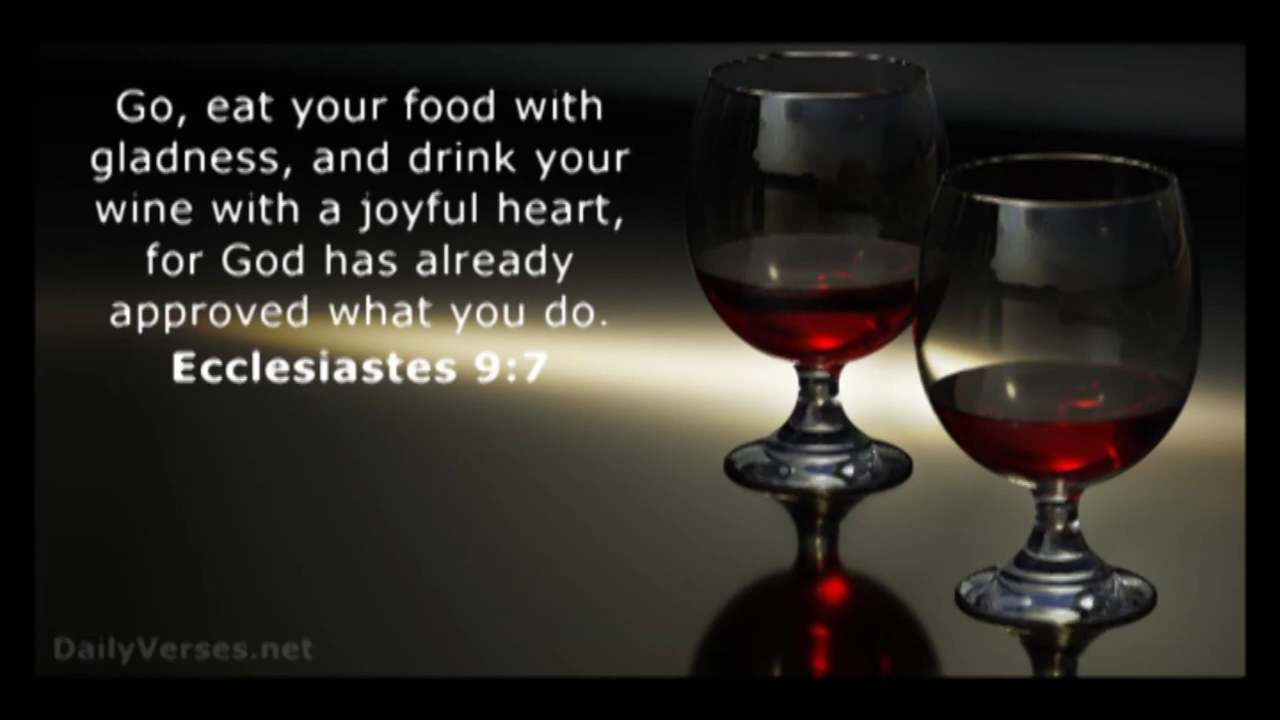 Go, eat your food with
gladness, and drink your
wine with a joyful heart,
for God has already
approved what you do.
Ecclesiastes 9:7
DailyVerses.net